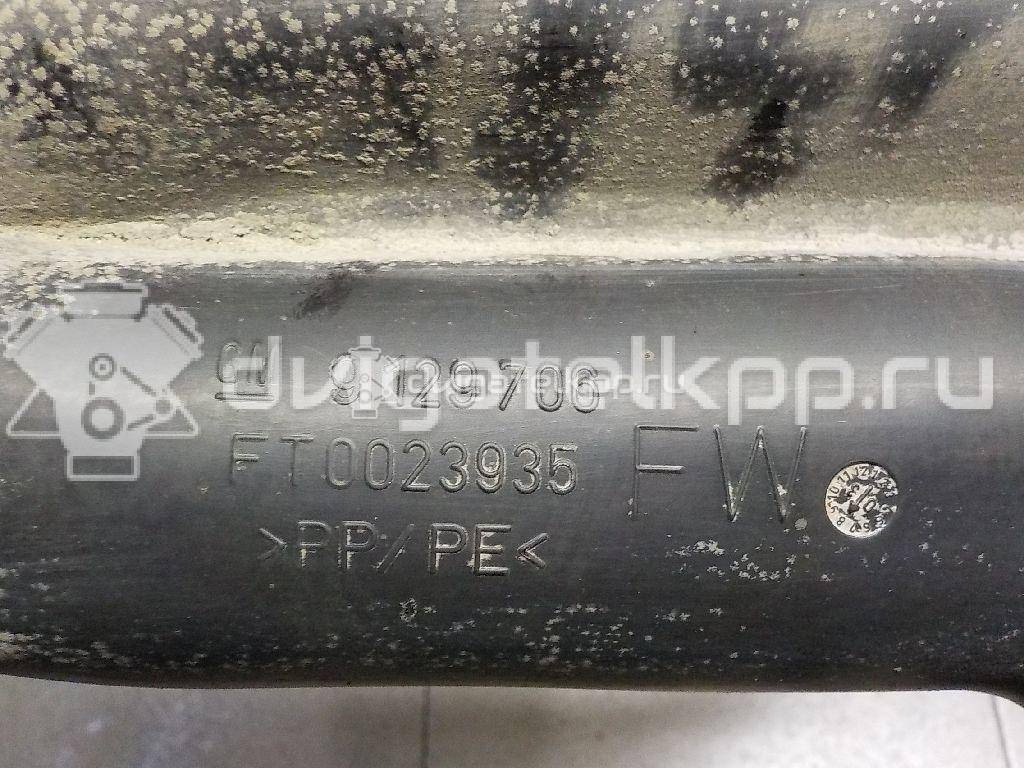 GM 9129706
FT0023935
>PP/PE<
FW
dvigatelkpp.ru